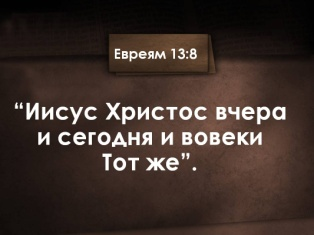 Евреям 13:8
“Иисус Христос вчера
и сегодня и вовеки
Тот же”.